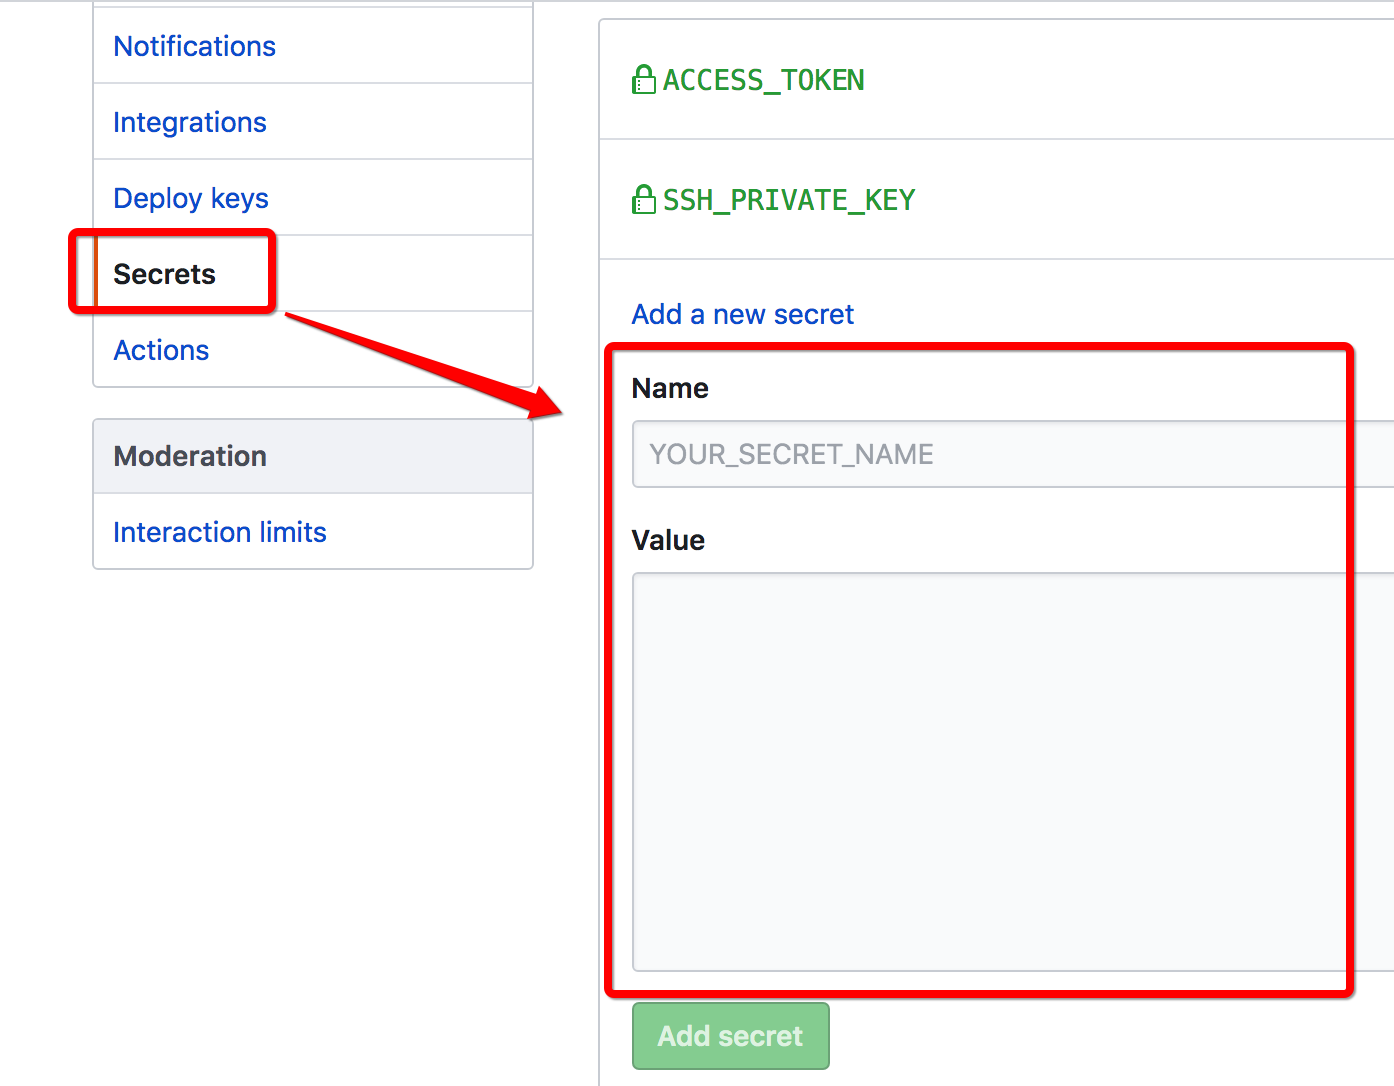 Notifications
Integrations
Deploy keys
Secrets
Actions
Moderation
Interaction limits
ACCESS_TOKEN
SSH_PRIVATE_KEY
Add a new secret
Name
YOUR_SECRET_NAME
Value
Add secret